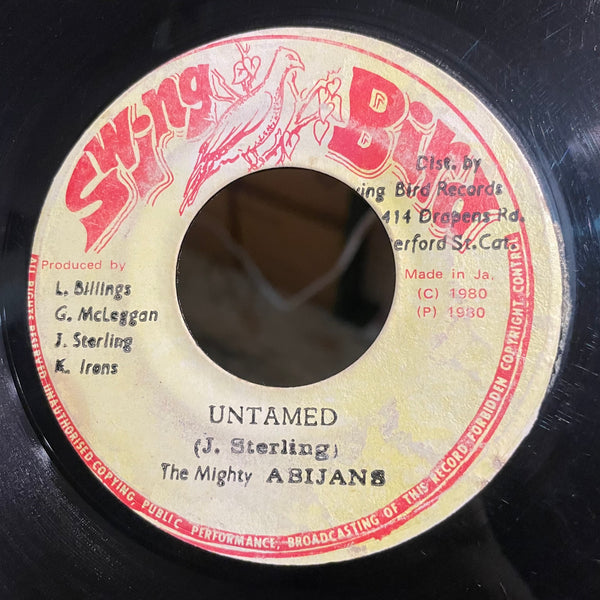 Swing Bird
Dist. by
Bird Records
414 Drapens Rd.
St.Cat.
Produced by
L. Billings
G. McLeggan
J. Sterling
K. Irons
Made in Ja.
(C) 1980
(P) 1980
UNTAMED
(J. Sterling)
The Mighty ABIJANS
ALL RIGHTS RESERVED, UNAUTHORISED COPYING, PUBLIC PERFORMANCE, BROADCASTING OF THIS RECORD FORBIDDEN COPYRIGHT CONTROL